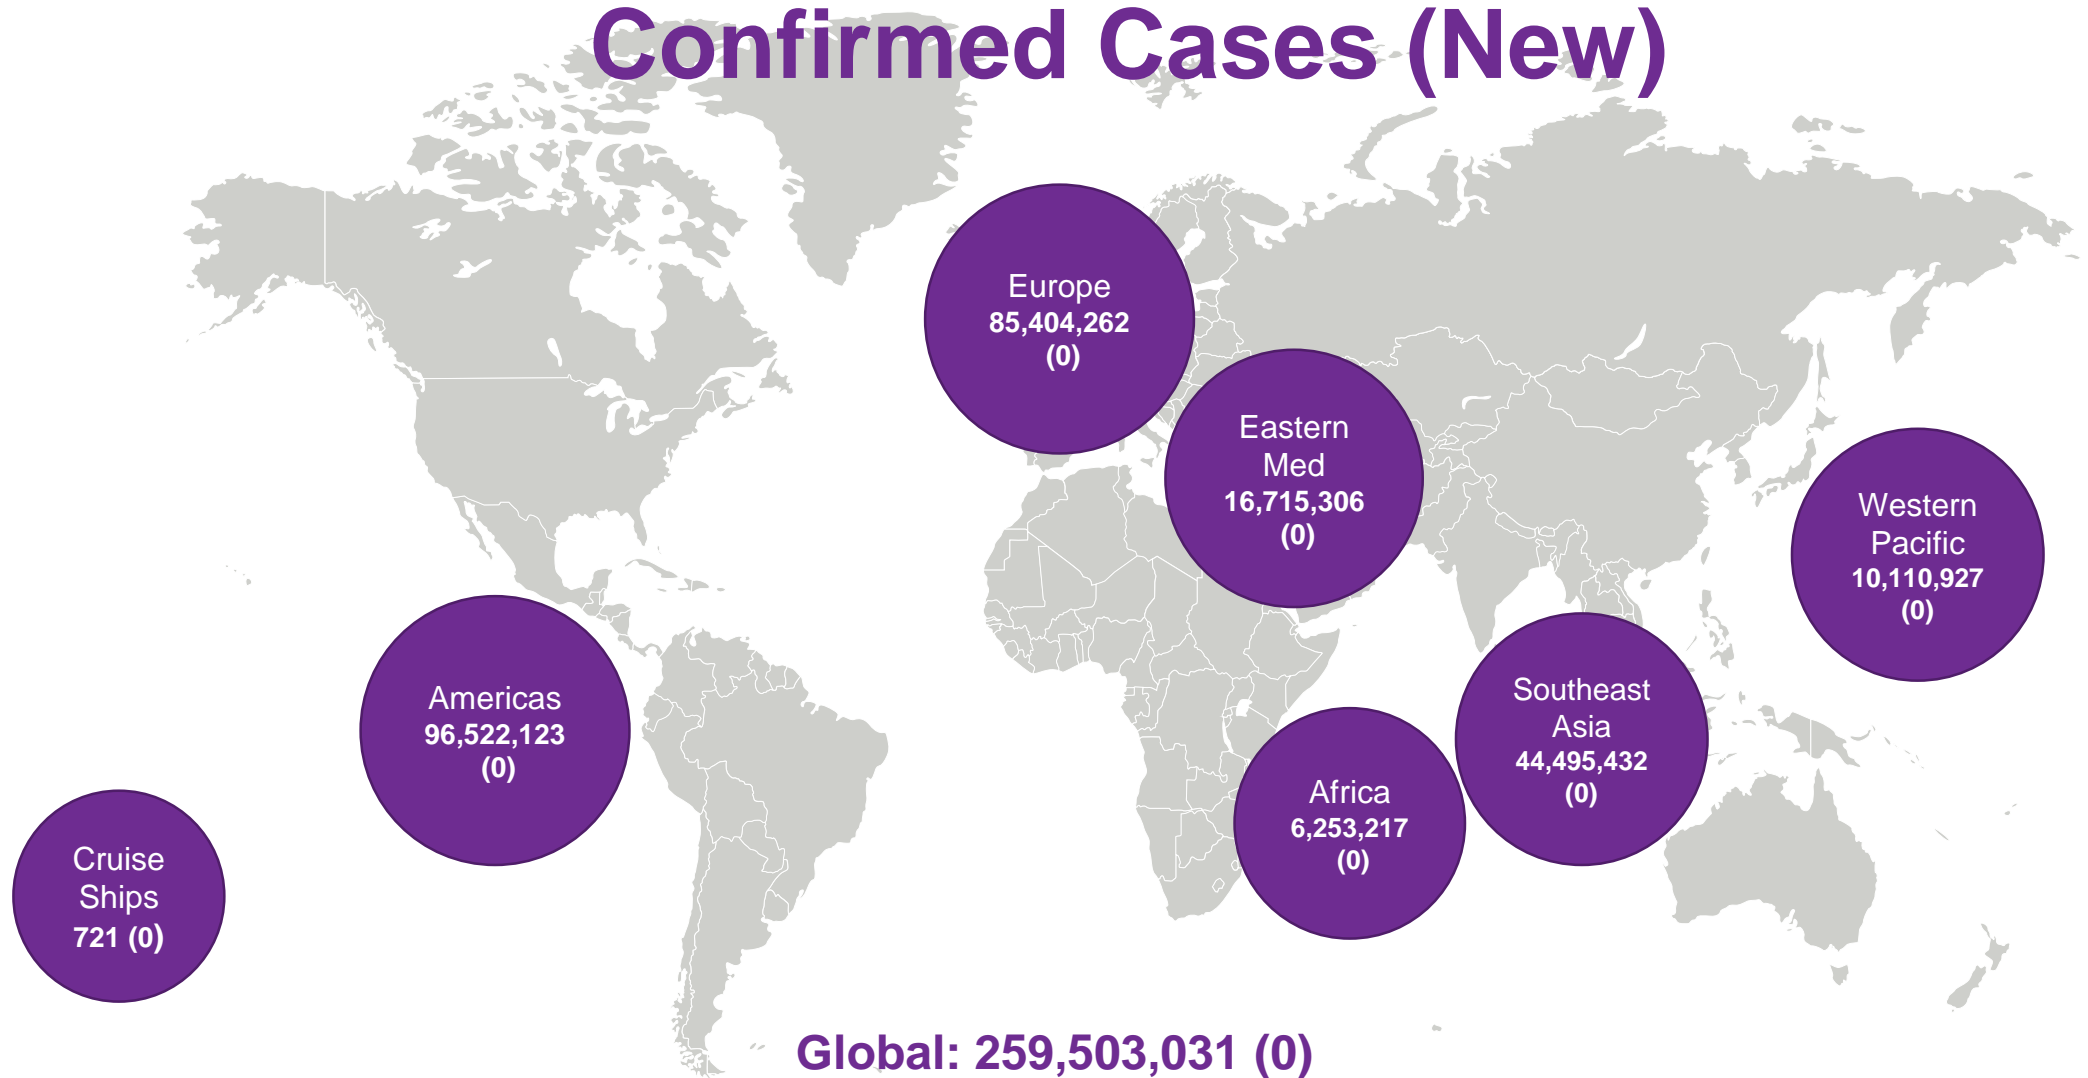 Confirmed Cases (New)
Europe
85,404,262
(0)
Eastern
Med
16,715,306
(0)
Western
Pacific
10,110,927
(0)
Americas
96,522,123
(0)
Southeast
Asia
44,495,432
(0)
Africa
6,253,217
(0)
Cruise
Ships
721 (0)
Global: 259,503,031 (0)